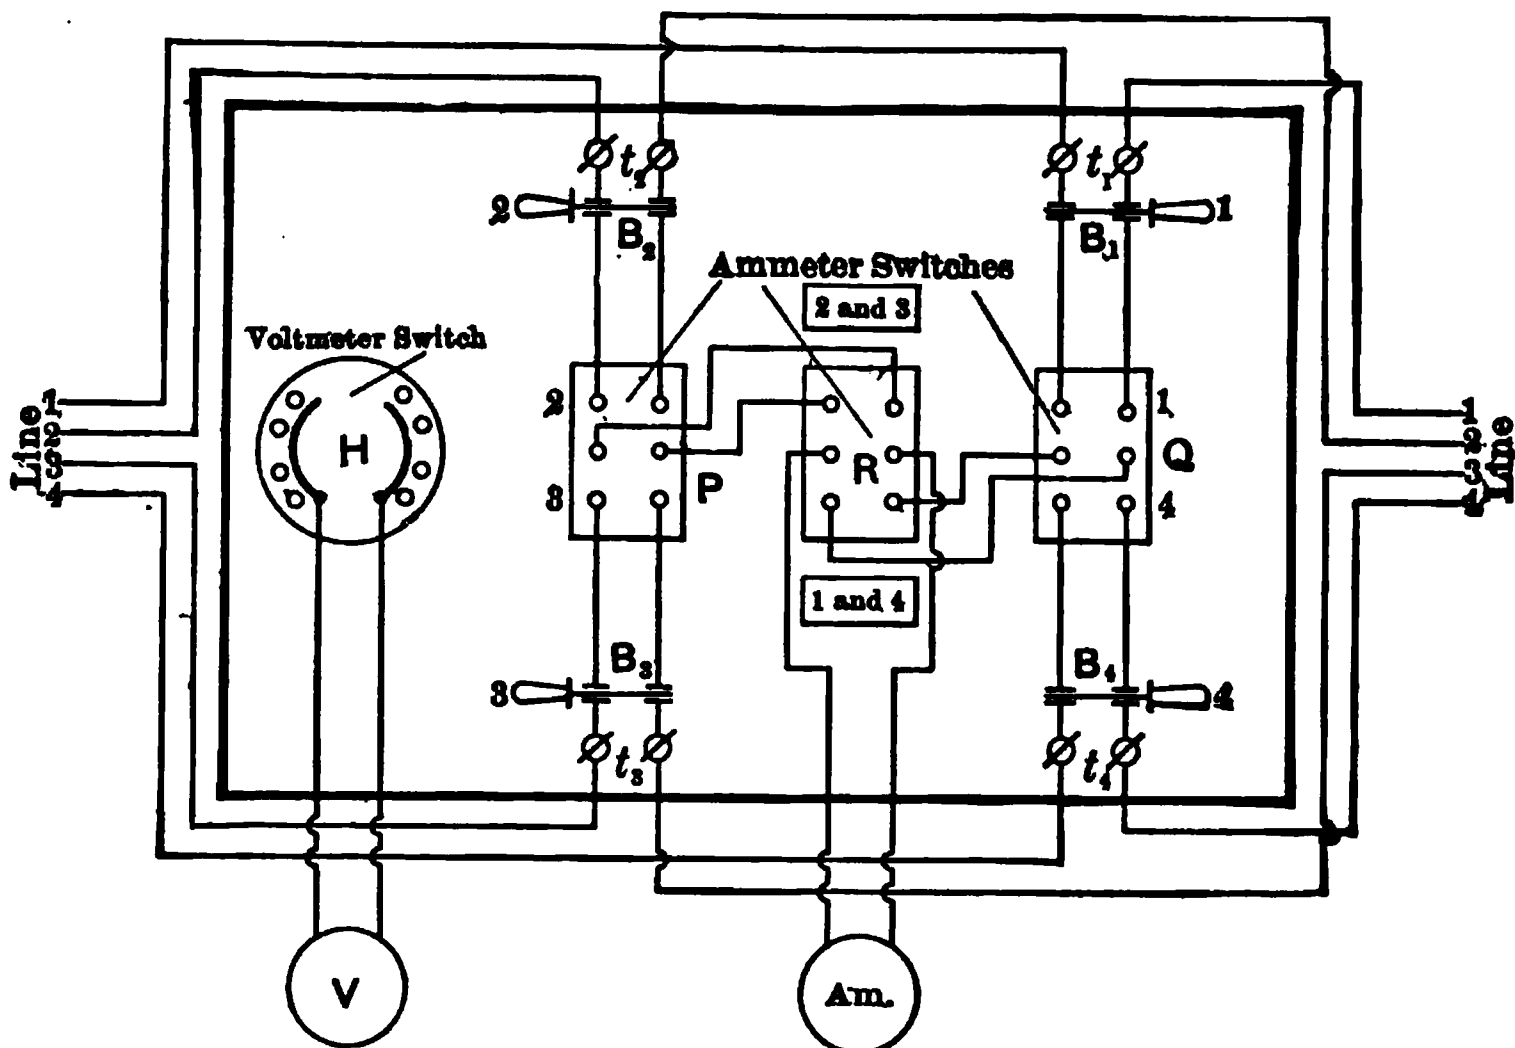 t₂
t₁
2
1
B₂
B₁
Ammeter Switches
2 and 3
Voltmeter Switch
Line
1
2
3
4
H
2
3
P
R
1
4
Q
1
2
3
4
Line
1 and 4
B₃
B₄
3
4
t₃
t₄
V
Am.